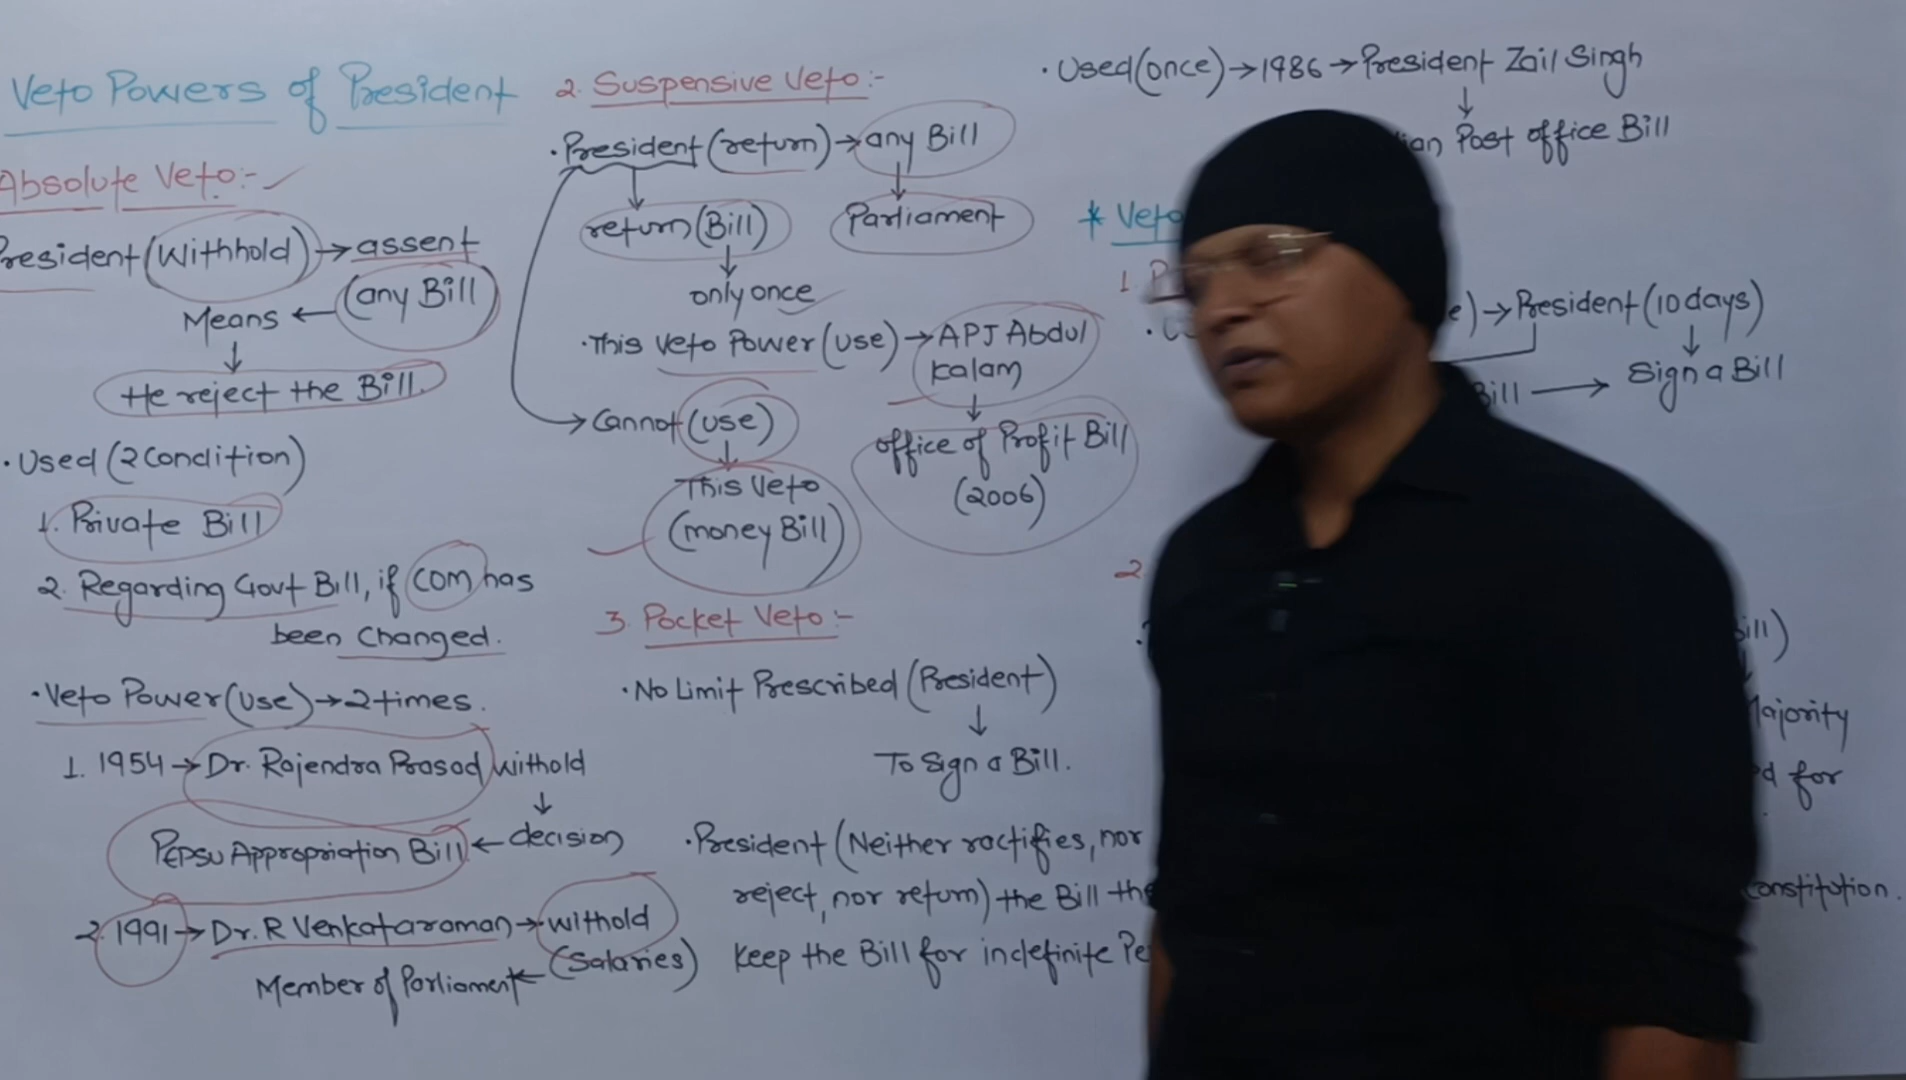 Veto Powers of President
Absolute Veto:-
President (Withhold) → assent
(any Bill)
Means ←
↓
He reject the Bill.
• Used (2 Condition)
1. Private Bill
2. Regarding Govt Bill, if COM has
been Changed.
• Veto Power (use) → 2 times.
1. 1954 → Dr. Rajendra Prasad withold
↓
PEPSU Appropriation Bill ← decision
2. 1991 → Dr. R Venkataraman → withold
Member of Parliament ← (Salaries)
2. Suspensive Veto:-
• President (return) → any Bill
↓ ↓
return (Bill) Parliament
↓
only once
• This Veto Power (use) → APJ Abdul
Kalam
↓
→ Cannot (use) office of Profit Bill
↓ (2006)
This Veto
(money Bill)
3. Pocket Veto:-
• No Limit Prescribed (President)
↓
To Sign a Bill.
• President (Neither ractifies, nor
reject, nor return) the Bill
Keep the Bill for indefinite
• Used (once) → 1986 → President Zail Singh
↓
Post office Bill
* Veto
1.
→ President (10 days)
↓
Bill → Sign a Bill
2
Bill)
Majority
for
Constitution.